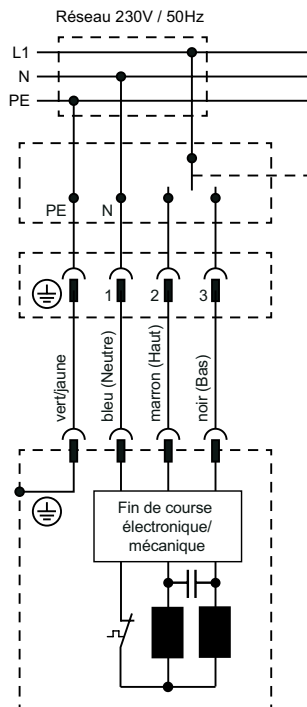 Réseau 230V / 50Hz
L1
N
PE
PE
N
1
2
3
vert/jaune
bleu (Neutre)
marron (Haut)
noir (Bas)
Fin de course
électronique/
mécanique